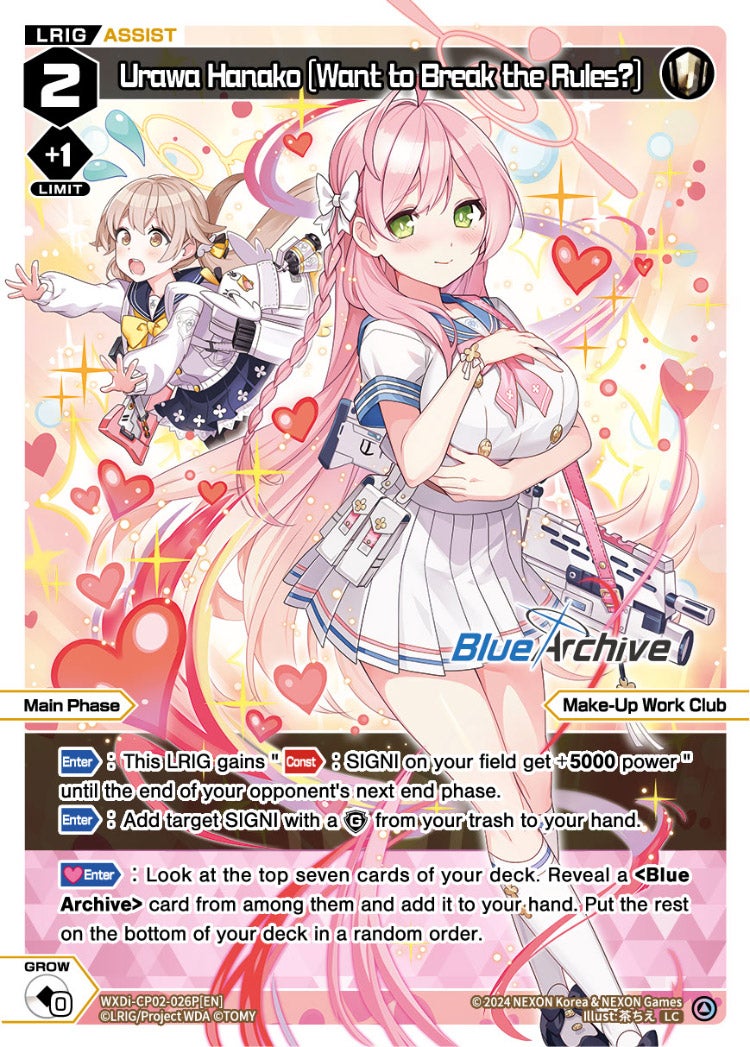 LRIG ASSIST
2
Urawa Hanako (Want to Break the Rules?)
+1
LIMIT
Blue Archive
Main Phase
Make-Up Work Club
Enter : This LRIG gains " Const : SIGNI on your field get +5000 power "
until the end of your opponent's next end phase.
Enter : Add target SIGNI with a G from your trash to your hand.
Enter : Look at the top seven cards of your deck. Reveal a <Blue
Archive> card from among them and add it to your hand. Put the rest
on the bottom of your deck in a random order.
GROW
0
WXDi-CP02-026P[EN]
©LRIG/Project WDA ©TOMY
© 2024 NEXON Korea & NEXON Games
Illust:茶ちえ LC